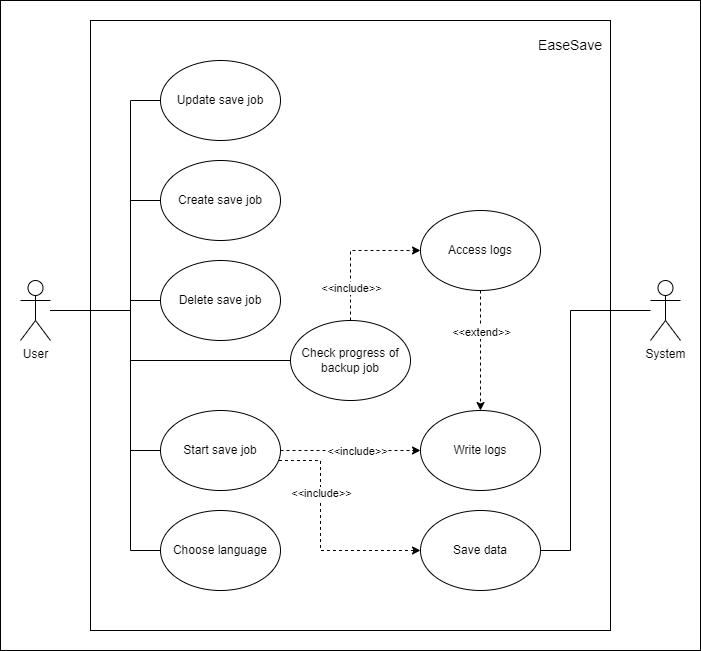 EaseSave
Update save job
Create save job
Access logs
<<include>>
Delete save job
<<extend>>
User
System
Check progress of
backup job
Start save job
<<include>>
Write logs
<<include>>
Choose language
Save data